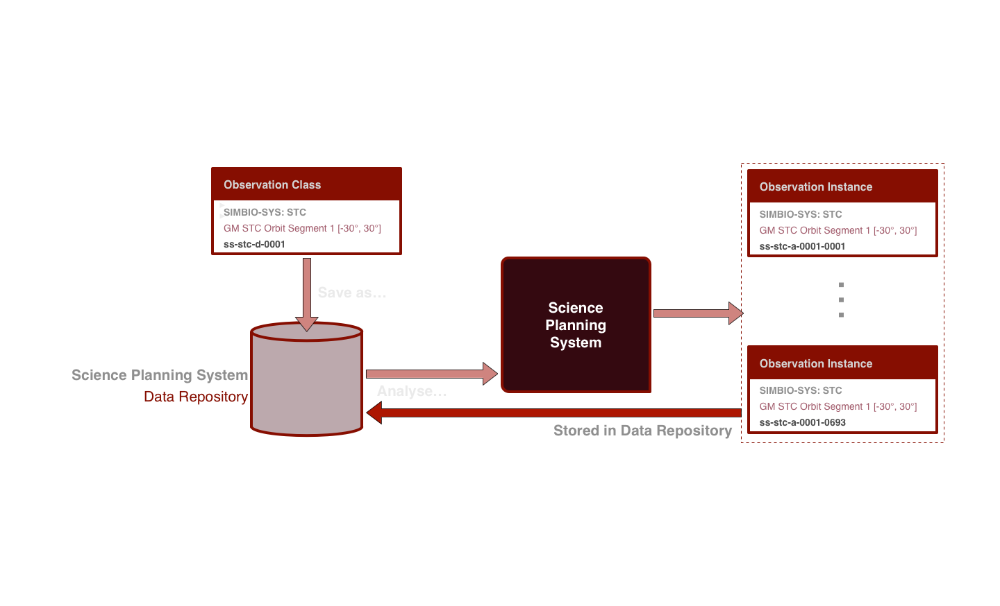 Observation Class
SIMBIO-SYS: STC
GM STC Orbit Segment 1 [-30°, 30°]
ss-stc-d-0001
Save as...
Science Planning System
Data Repository
Analyse...
Science
Planning
System
Stored in Data Repository
Observation Instance
SIMBIO-SYS: STC
GM STC Orbit Segment 1 [-30°, 30°]
ss-stc-a-0001-0001
Observation Instance
SIMBIO-SYS: STC
GM STC Orbit Segment 1 [-30°, 30°]
ss-stc-a-0001-0693